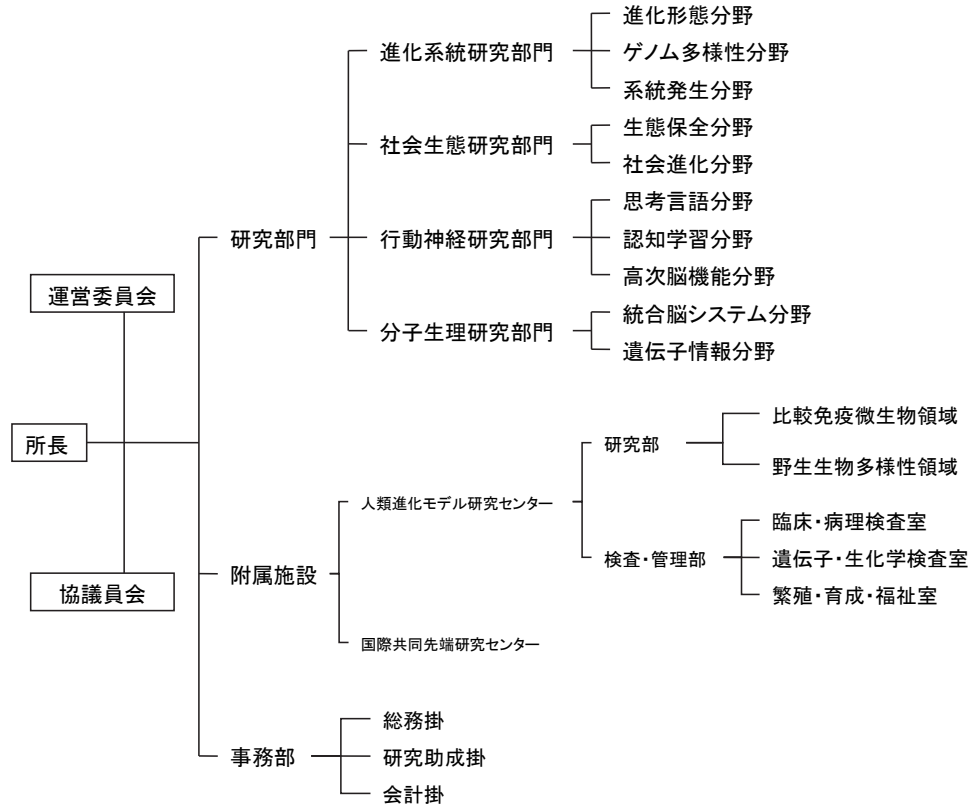 進化形態分野
進化系統研究部門
ゲノム多様性分野
系統発生分野
生態保全分野
社会生態研究部門
社会進化分野
思考言語分野
研究部門
行動神経研究部門
認知学習分野
高次脳機能分野
運営委員会
統合脳システム分野
分子生理研究部門
遺伝子情報分野
所長
比較免疫微生物領域
研究部
野生生物多様性領域
人類進化モデル研究センター
臨床・病理検査室
検査・管理部
遺伝子・生化学検査室
附属施設
協議員会
繁殖・育成・福祉室
国際共同先端研究センター
総務掛
事務部
研究助成掛
会計掛